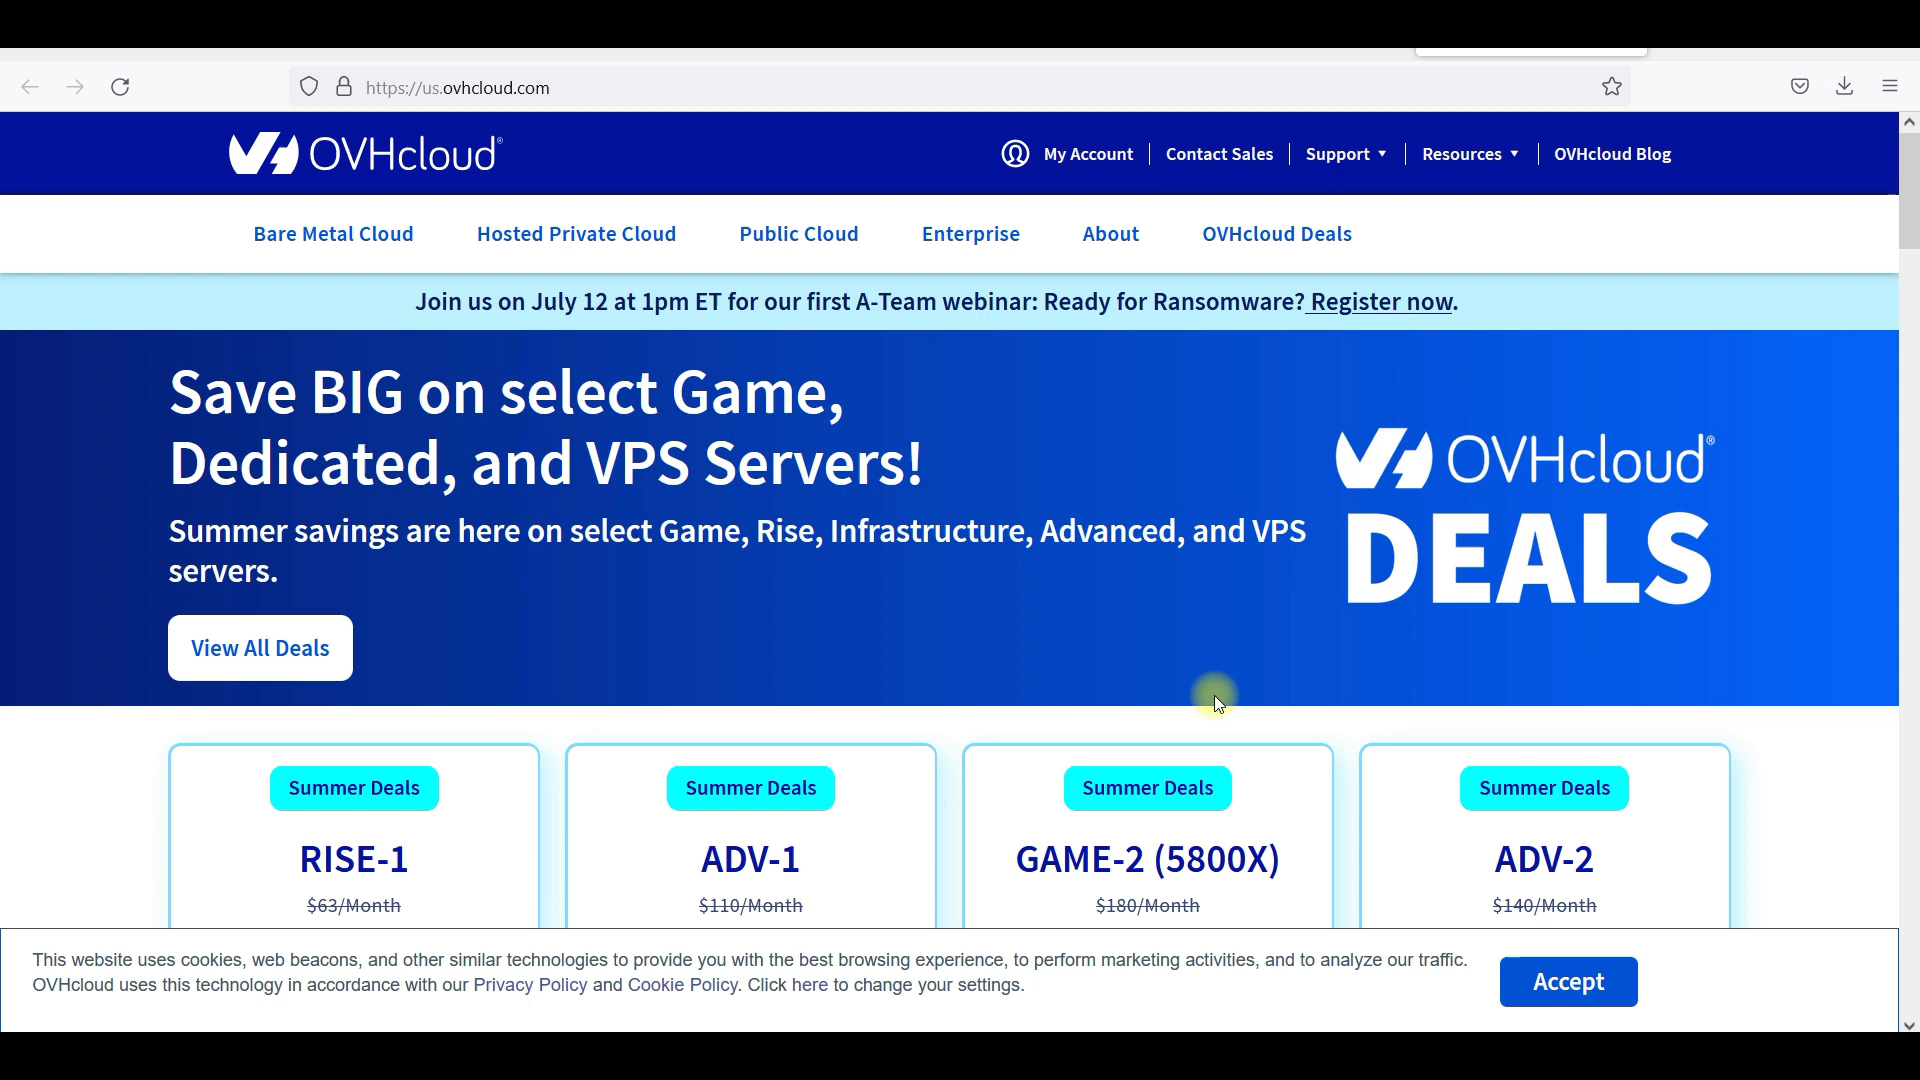 https://us.ovhcloud.com
OVHcloud®
My Account
Contact Sales
Support
Resources
OVHcloud Blog
Bare Metal Cloud
Hosted Private Cloud
Public Cloud
Enterprise
About
OVHcloud Deals
Join us on July 12 at 1pm ET for our first A-Team webinar: Ready for Ransomware? Register now.
Save BIG on select Game,
Dedicated, and VPS Servers!
Summer savings are here on select Game, Rise, Infrastructure, Advanced, and VPS
servers.
View All Deals
OVHcloud®
DEALS
Summer Deals
RISE-1
$63/Month
Summer Deals
ADV-1
$110/Month
Summer Deals
GAME-2 (5800X)
$180/Month
Summer Deals
ADV-2
$140/Month
This website uses cookies, web beacons, and other similar technologies to provide you with the best browsing experience, to perform marketing activities, and to analyze our traffic.
OVHcloud uses this technology in accordance with our Privacy Policy and Cookie Policy. Click here to change your settings.
Accept